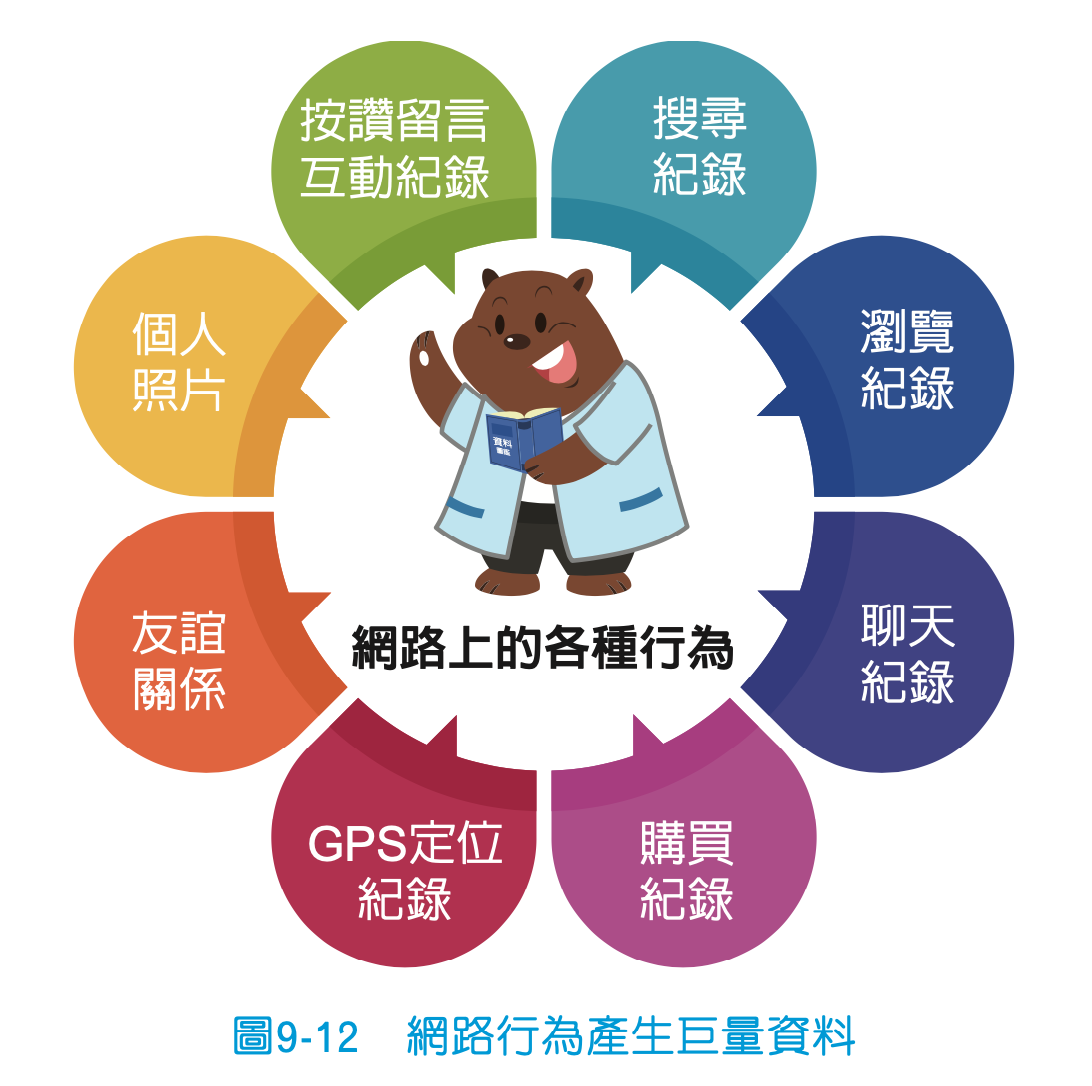 按讚留言
互動紀錄
搜尋
紀錄
瀏覽
紀錄
聊天
紀錄
購買
紀錄
GPS定位
紀錄
友誼
關係
個人
照片
資料
網路上的各種行為
圖9-12 網路行為產生巨量資料